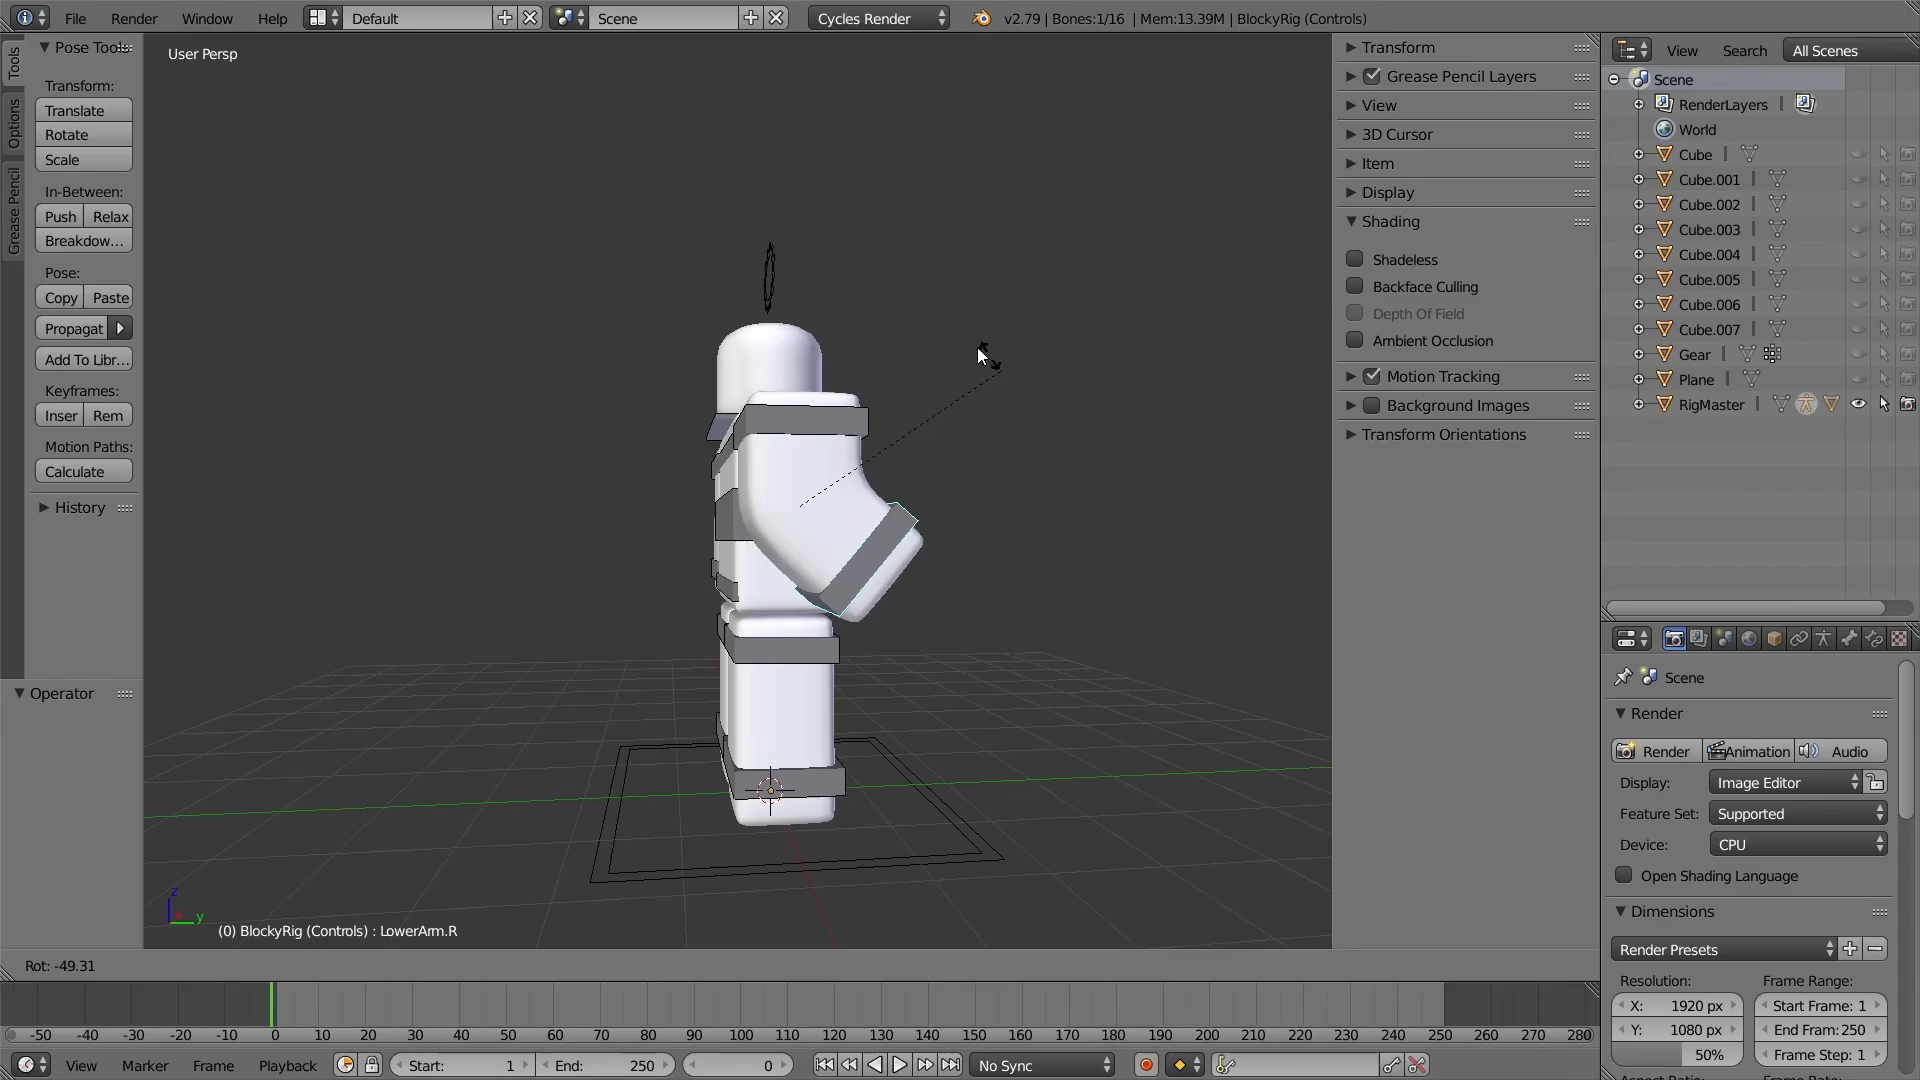 File Render Window Help Default Scene Cycles Render v2.79 | Bones:1/16 | Mem:13.39M | BlockyRig (Controls)
Tools
Options
Grease Pencil
Pose Tools
Transform:
Translate
Rotate
Scale
In-Between:
Push Relax
Breakdow...
Pose:
Copy Paste
Propagat
Add To Libr...
Keyframes:
Inser Rem
Motion Paths:
Calculate
History
Operator
User Persp
z
y
(0) BlockyRig (Controls) : LowerArm.R
Rot: -49.31
Transform
Grease Pencil Layers
View
3D Cursor
Item
Display
Shading
Shadeless
Backface Culling
Depth Of Field
Ambient Occlusion
Motion Tracking
Background Images
Transform Orientations
View Search All Scenes
Scene
RenderLayers |
World
Cube |
Cube.001 |
Cube.002 |
Cube.003 |
Cube.004 |
Cube.005 |
Cube.006 |
Cube.007 |
Gear |
Plane |
RigMaster |
Scene
Render
Render Animation Audio
Display: Image Editor
Feature Set: Supported
Device: CPU
Open Shading Language
Dimensions
Render Presets
Resolution: Frame Range:
X: 1920 px Start Frame: 1
Y: 1080 px End Fram: 250
50% Frame Step: 1
-50 -40 -30 -20 -10 0 10 20 30 40 50 60 70 80 90 100 110 120 130 140 150 160 170 180 190 200 210 220 230 240 250 260 270 280
View Marker Frame Playback Start: 1 End: 250 0 No Sync